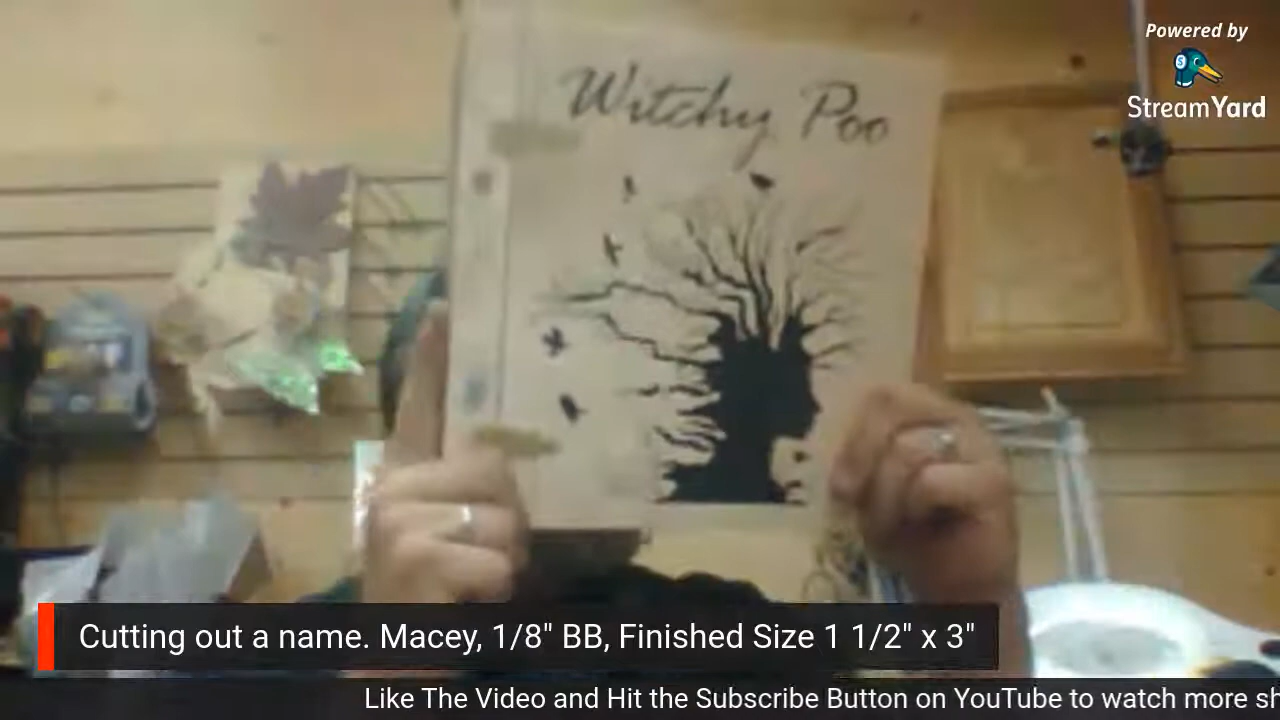 Powered by
StreamYard
Witchy Poo
Cutting out a name. Macey, 1/8" BB, Finished Size 1 1/2" x 3"
Like The Video and Hit the Subscribe Button on YouTube to watch more sh